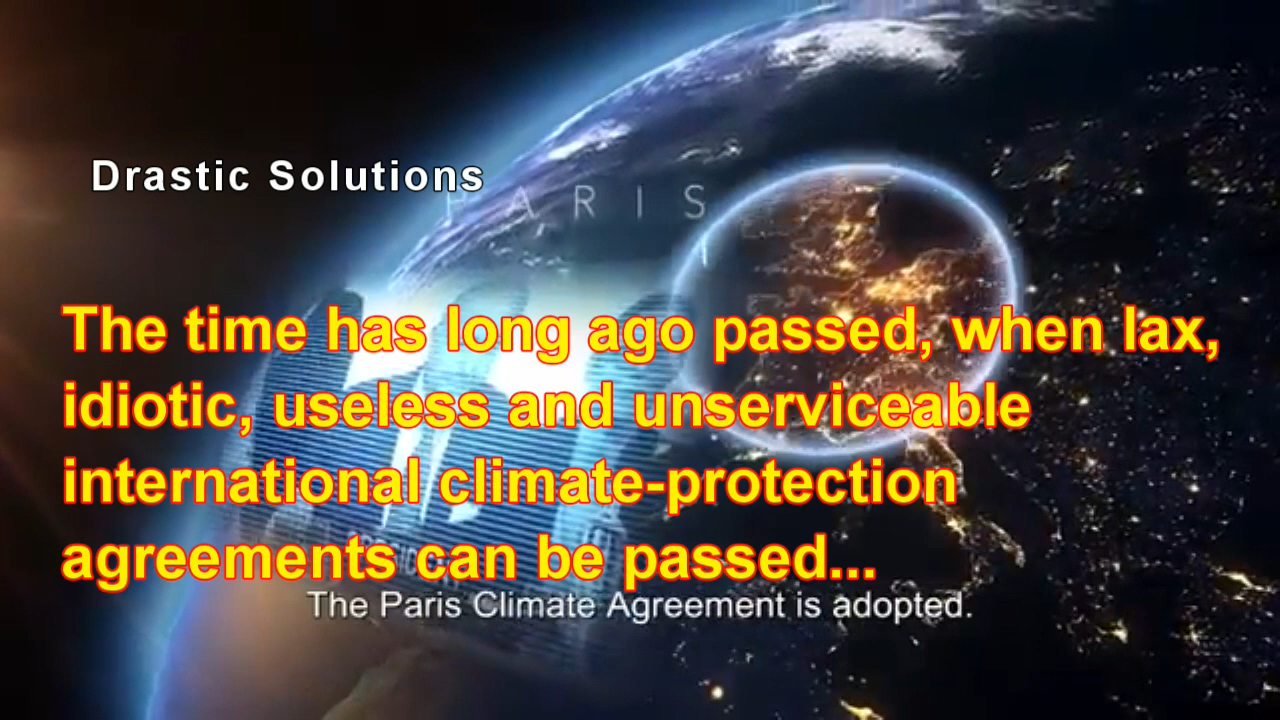 Drastic Solutions
PARIS
The time has long ago passed, when lax,
idiotic, useless and unserviceable
international climate-protection
agreements can be passed...
The Paris Climate Agreement is adopted.